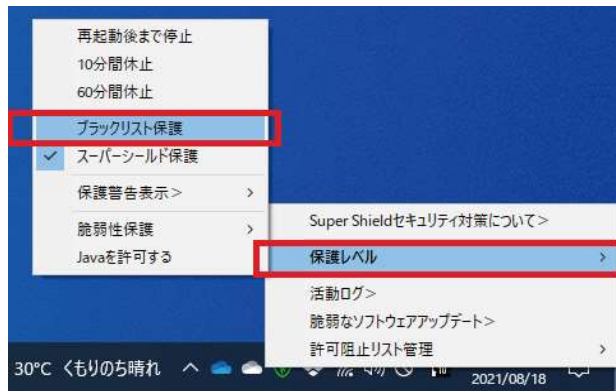 再起動後まで停止
10分間休止
60分間休止
ブラックリスト保護
スーパーシールド保護
保護警告表示＞
脆弱性保護
Javaを許可する
Super Shieldセキュリティ対策について＞
保護レベル
活動ログ＞
脆弱なソフトウェアアップデート＞
許可阻止リスト管理
30°C くもりのち晴れ
2021/08/18